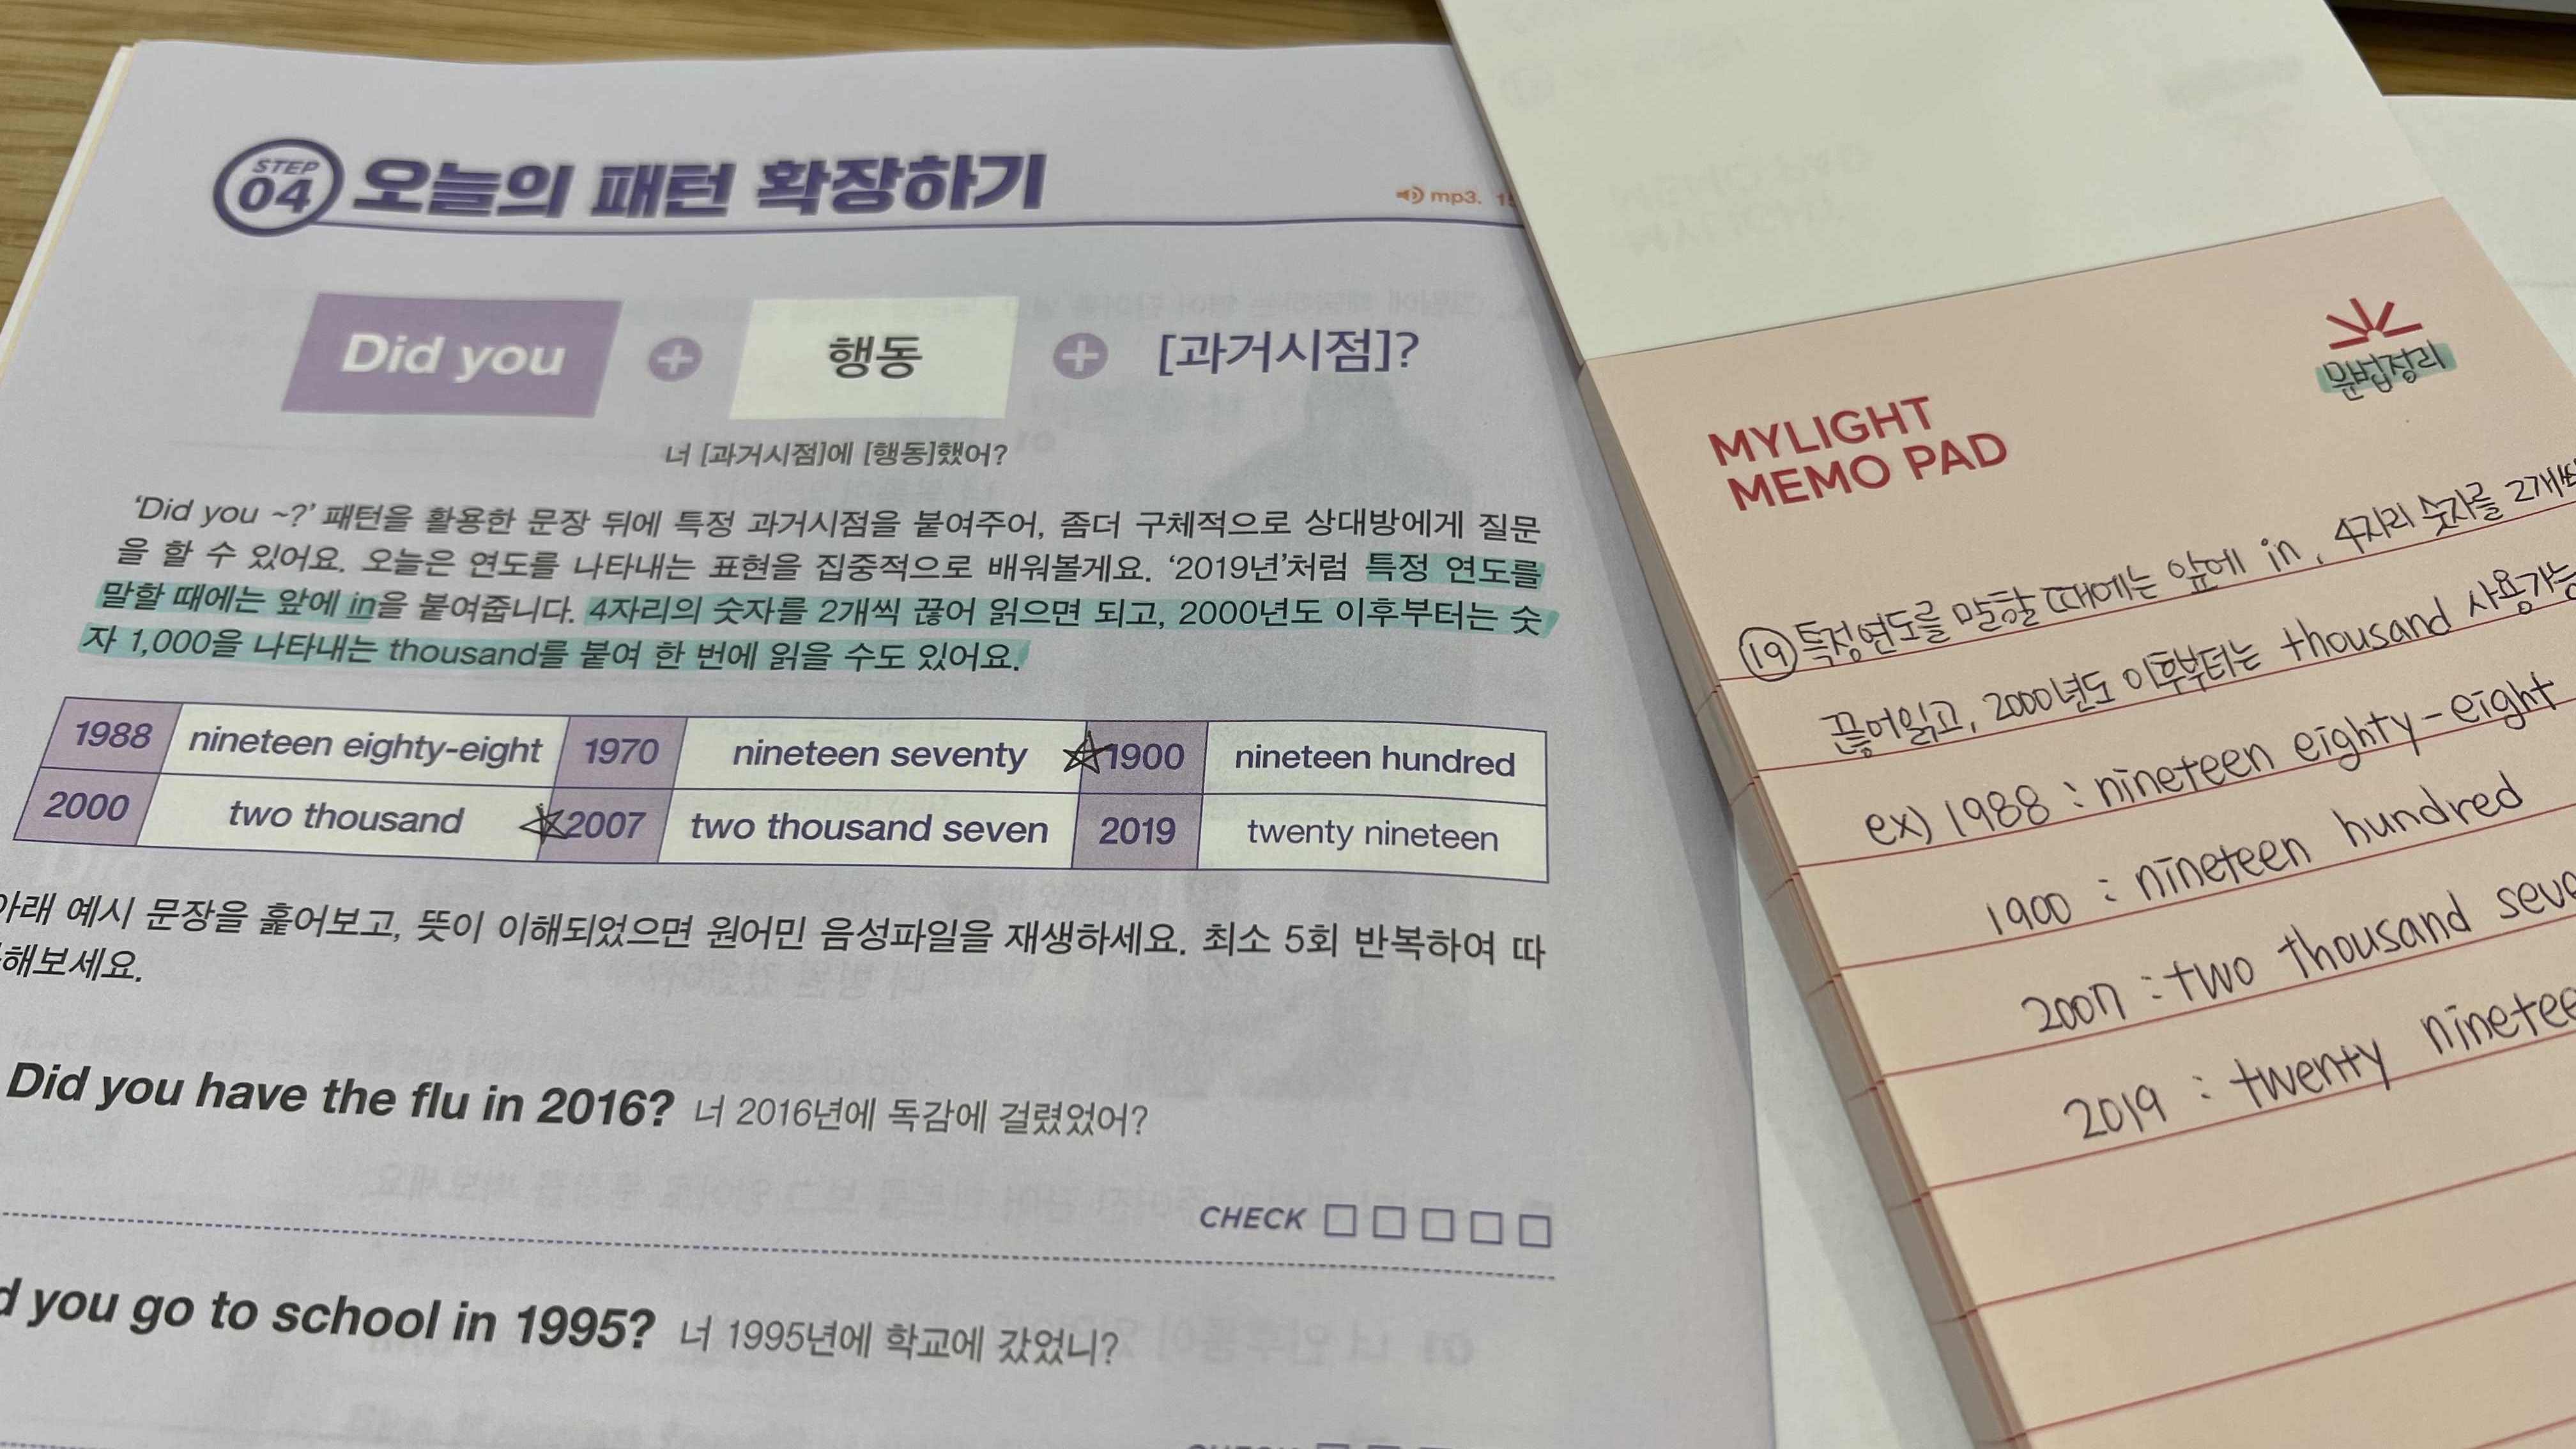 STEP 04 오늘의 패턴 확장하기
mp3.
Did you + 행동 + [과거시점]?
너 [과거시점]에 [행동]했어?
‘Did you ~?’ 패턴을 활용한 문장 뒤에 특정 과거시점을 붙여주어, 좀더 구체적으로 상대방에게 질문
을 할 수 있어요. 오늘은 연도를 나타내는 표현을 집중적으로 배워볼게요. ‘2019년’처럼 특정 연도를
말할 때에는 앞에 in을 붙여줍니다. 4자리의 숫자를 2개씩 끊어 읽으면 되고, 2000년도 이후부터는 숫
자 1,000을 나타내는 thousand를 붙여 한 번에 읽을 수도 있어요.
1988 nineteen eighty-eight 1970 nineteen seventy 1900 nineteen hundred
2000 two thousand 2007 two thousand seven 2019 twenty nineteen
아래 예시 문장을 훑어보고, 뜻이 이해되었으면 원어민 음성파일을 재생하세요. 최소 5회 반복하여 따
해보세요.
Did you have the flu in 2016? 너 2016년에 독감에 걸렸었어?
CHECK
you go to school in 1995? 너 1995년에 학교에 갔었니?
문법정리
MYLIGHT
MEMO PAD
⑲ 특정연도를 말할 때에는 앞에 in, 4자리 숫자를 2개씩
끊어읽고, 2000년도 이후부터는 thousand 사용가능
ex) 1988 : nineteen eighty-eight
1900 : nineteen hundred
2007 : two thousand
2019 : twenty